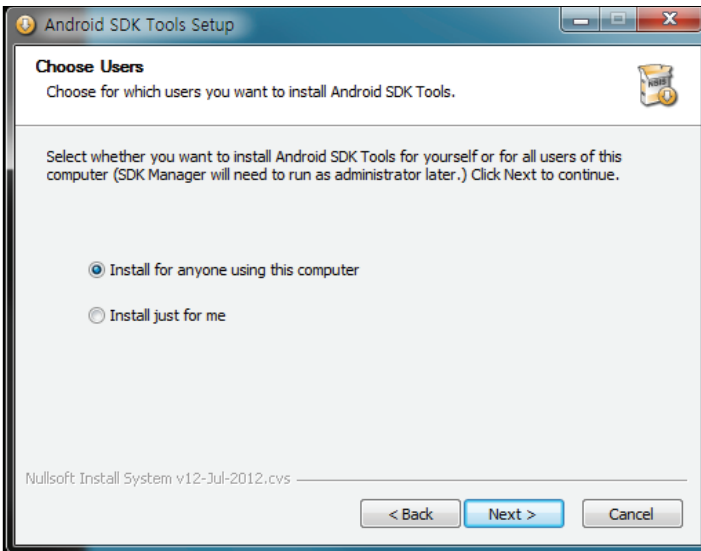 Android SDK Tools Setup
Choose Users
Choose for which users you want to install Android SDK Tools.
NSIS
Select whether you want to install Android SDK Tools for yourself or for all users of this
computer (SDK Manager will need to run as administrator later.) Click Next to continue.
Install for anyone using this computer
Install just for me
Nullsoft Install System v12-Jul-2012.cvs
< Back Next > Cancel